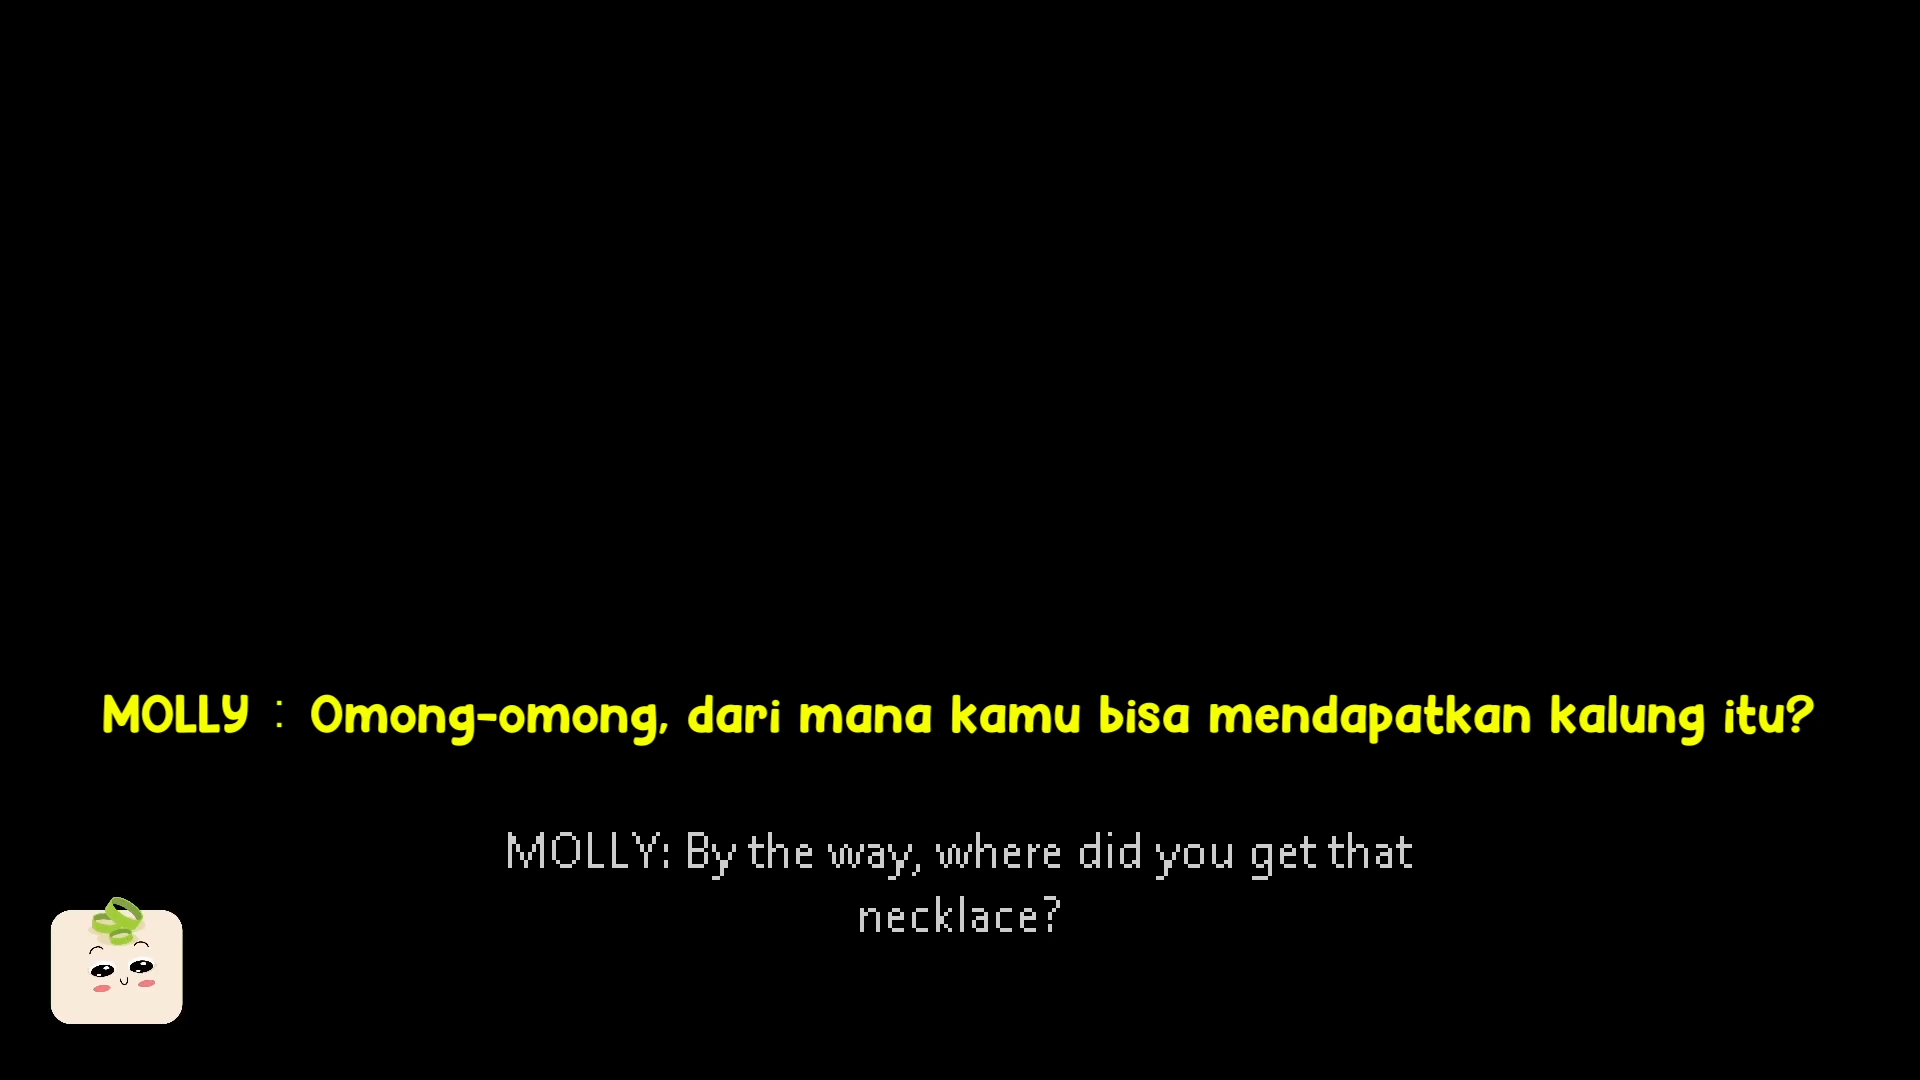 MOLLY : Omong-omong, dari mana kamu bisa mendapatkan kalung itu?
MOLLY: By the way, where did you get that
necklace?